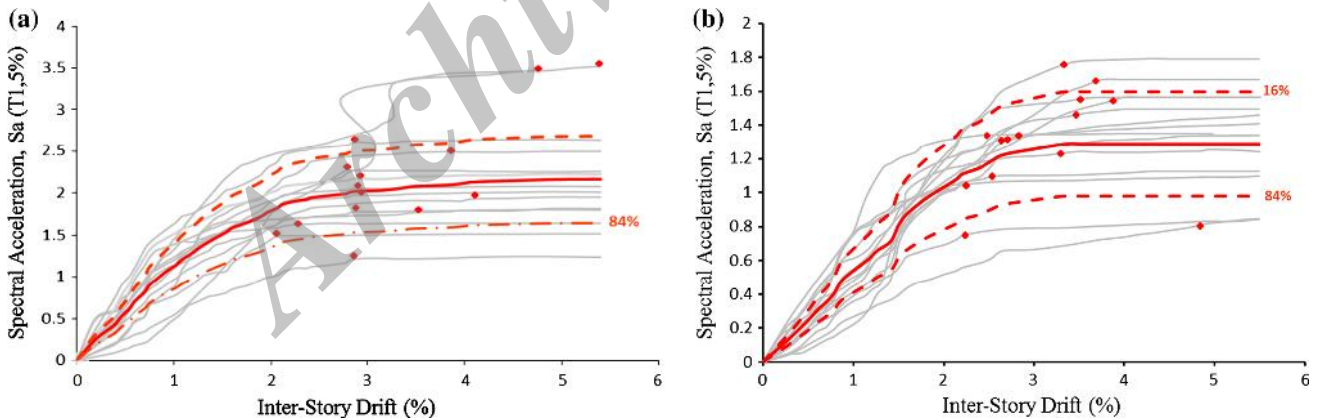 (a)
Spectral Acceleration, Sa (T1,5%)
4
3.5
3
2.5
2
1.5
1
0.5
0
0 1 2 3 4 5 6
84%
Inter-Story Drift (%)
Archiv
(b)
Spectral Acceleration, Sa (T1,5%)
2
1.8
1.6
1.4
1.2
1
0.8
0.6
0.4
0.2
0
0 1 2 3 4 5 6
16%
84%
Inter-Story Drift (%)